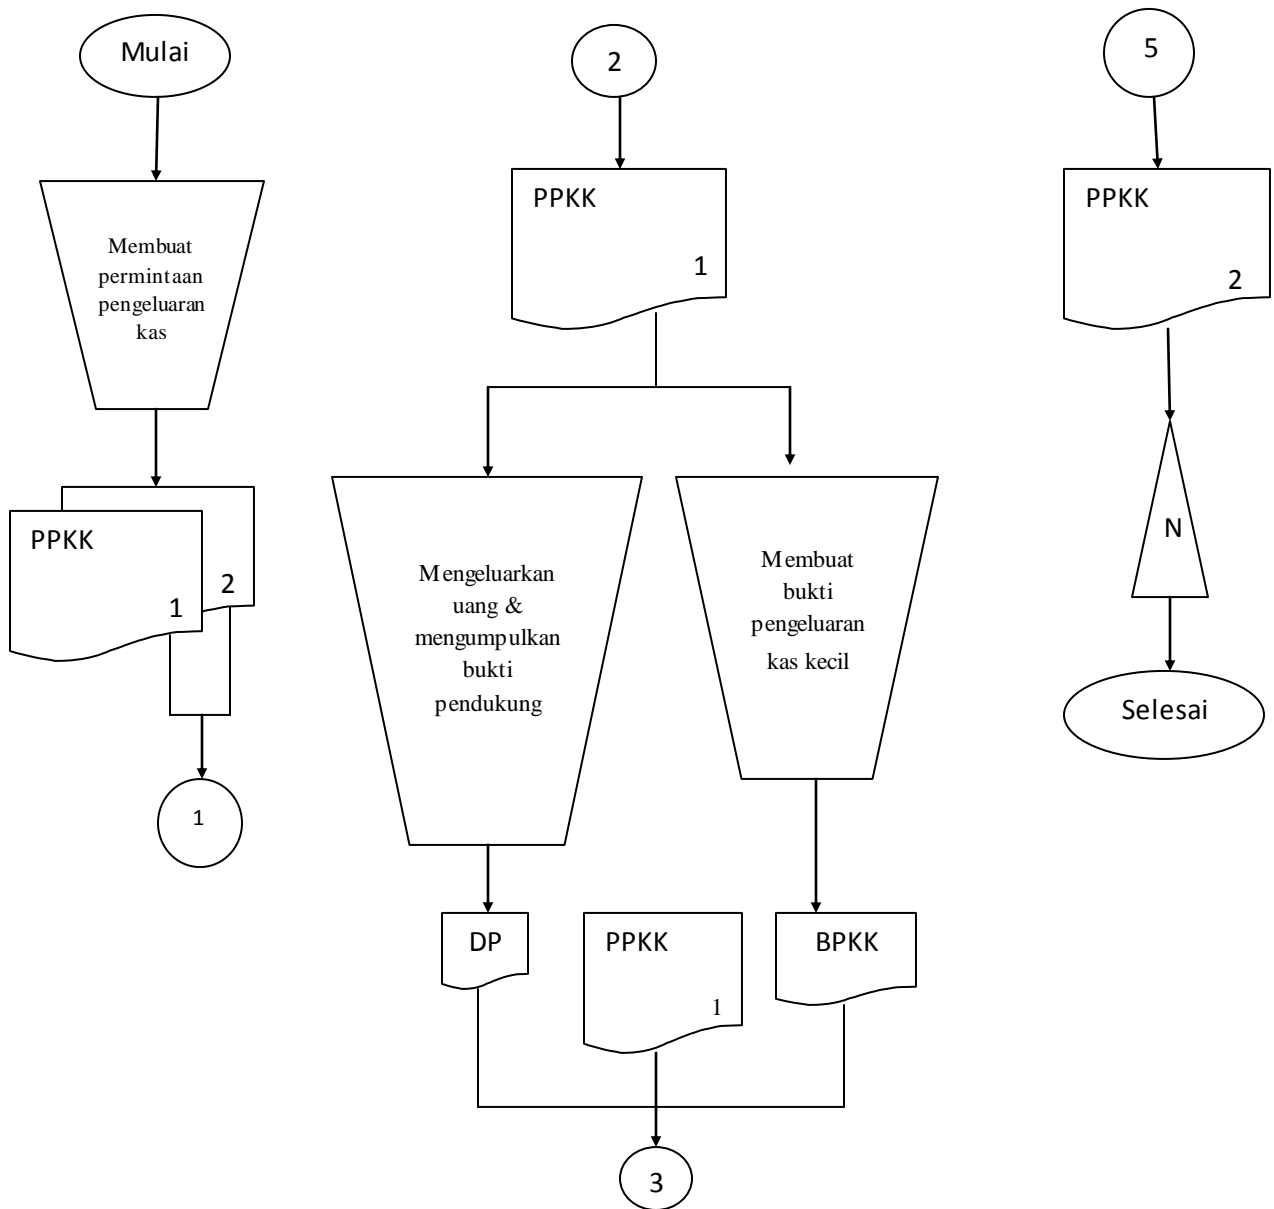 Mulai
Membuat
permintaan
pengeluaran
kas
PPKK
1
2
1
2
PPKK
1
Mengeluarkan
uang &
mengumpulkan
bukti
pendukung
Membuat
bukti
pengeluaran
kas kecil
DP
PPKK
1
BPKK
3
5
PPKK
2
N
Selesai